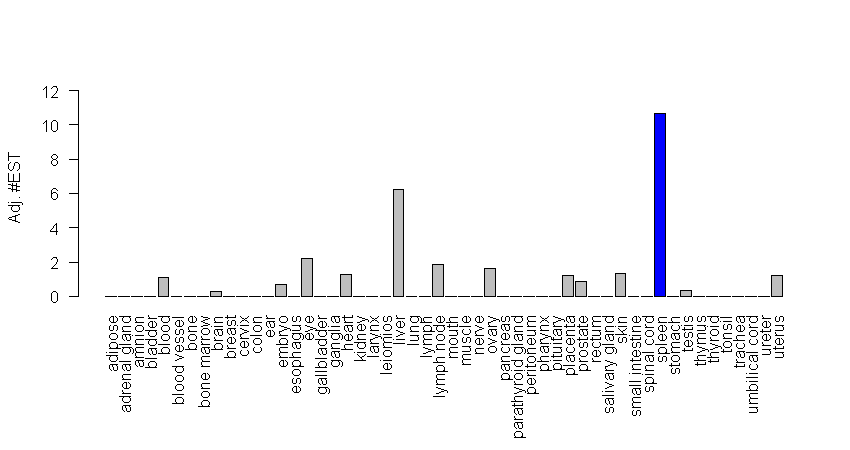 Adj. #EST
12
10
8
6
4
2
0
adipose
adrenal gland
amnion
bladder
blood
blood vessel
bone
bone marrow
brain
breast
cervix
colon
ear
embryo
esophagus
eye
gallbladder
ganglia
heart
kidney
larynx
leiomios
liver
lung
lymph
lymph node
mouth
muscle
nerve
ovary
pancreas
parathyroid gland
peritoneum
pharynx
pituitary
placenta
prostate
rectum
salivary gland
skin
small intestine
spinal cord
spleen
stomach
testis
thymus
thyroid
tonsil
trachea
umbilical cord
ureter
uterus